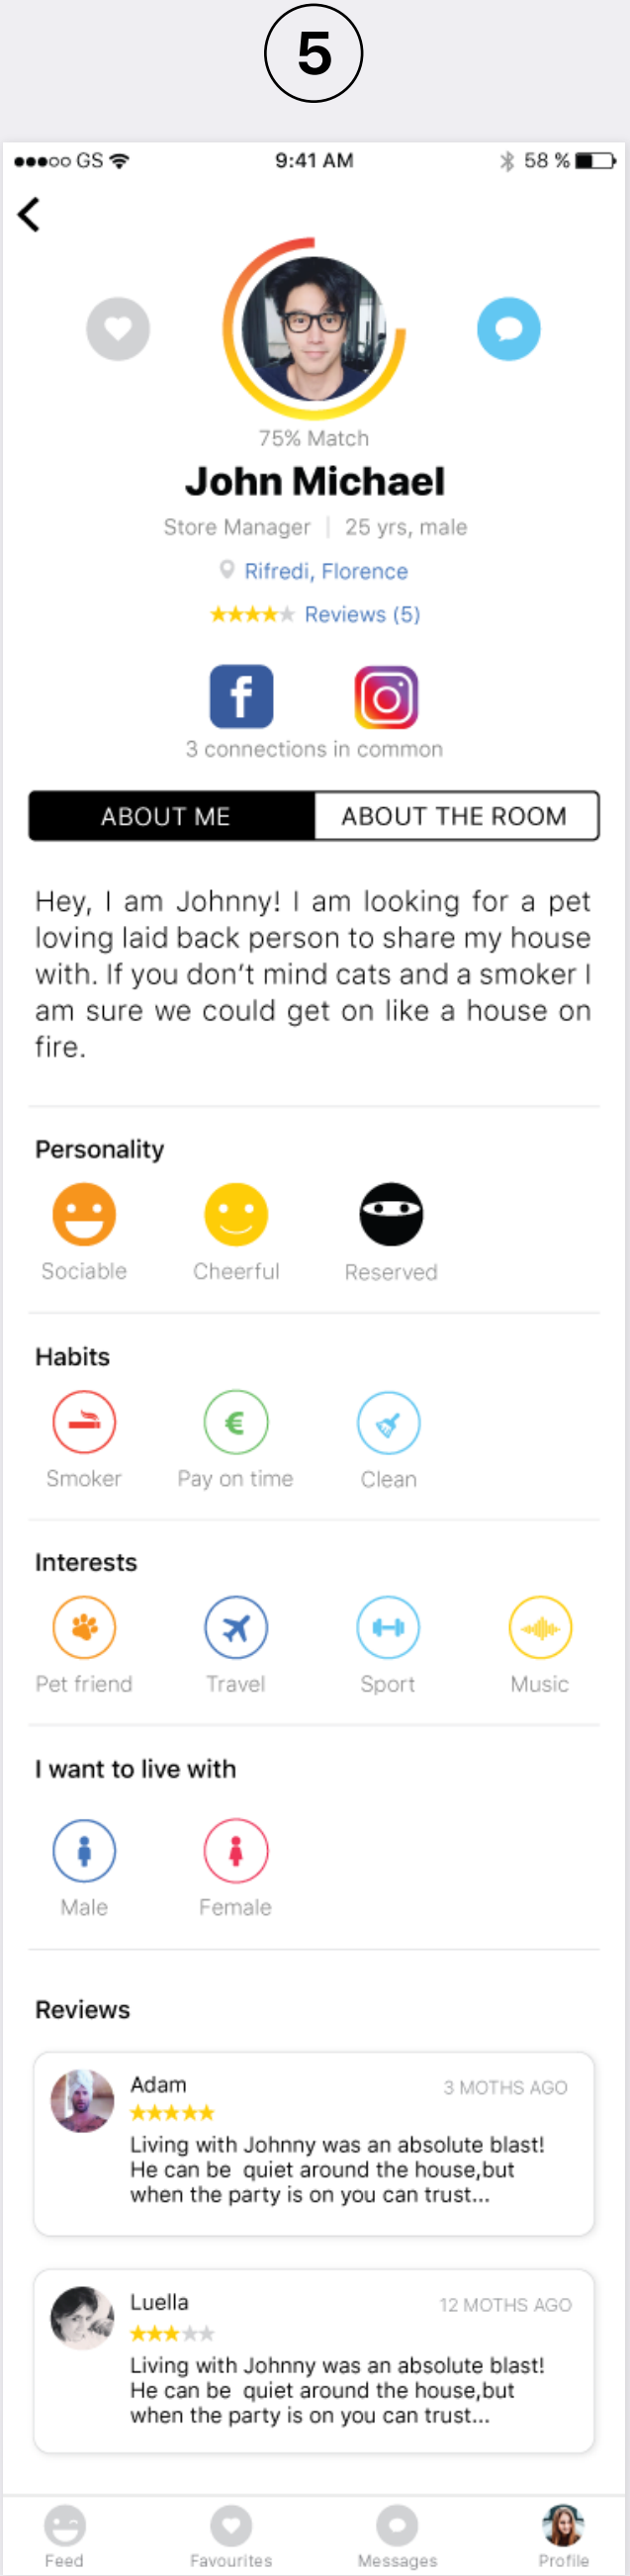 5
GS 9:41 AM 58 %
75% Match
John Michael
Store Manager | 25 yrs, male
Rifredi, Florence
Reviews (5)
f
3 connections in common
ABOUT ME ABOUT THE ROOM
Hey, I am Johnny! I am looking for a pet
loving laid back person to share my house
with. If you don’t mind cats and a smoker I
am sure we could get on like a house on
fire.
Personality
Sociable Cheerful Reserved
Habits
€
Smoker Pay on time Clean
Interests
Pet friend Travel Sport Music
I want to live with
Male Female
Reviews
Adam 3 MOTHS AGO
Living with Johnny was an absolute blast!
He can be  quiet around the house,but
when the party is on you can trust...
Luella 12 MOTHS AGO
Living with Johnny was an absolute blast!
He can be  quiet around the house,but
when the party is on you can trust...
Feed Favourites Messages Profile